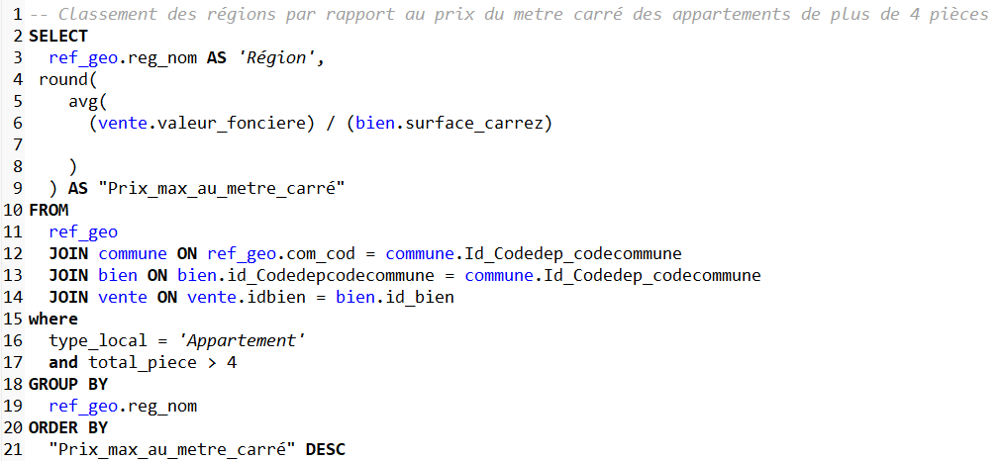 1 -- Classement des régions par rapport au prix du metre carré des appartements de plus de 4 pièces
2 SELECT
3 ref_geo.reg_nom AS 'Région',
4 round(
5 avg(
6 (vente.valeur_fonciere) / (bien.surface_carrez)
7
8 )
9 ) AS "Prix_max_au_metre_carré"
10 FROM
11 ref_geo
12 JOIN commune ON ref_geo.com_cod = commune.Id_Codedep_codecommune
13 JOIN bien ON bien.id_Codedepcodecommune = commune.Id_Codedep_codecommune
14 JOIN vente ON vente.idbien = bien.id_bien
15 where
16 type_local = 'Appartement'
17 and total_piece > 4
18 GROUP BY
19 ref_geo.reg_nom
20 ORDER BY
21 "Prix_max_au_metre_carré" DESC